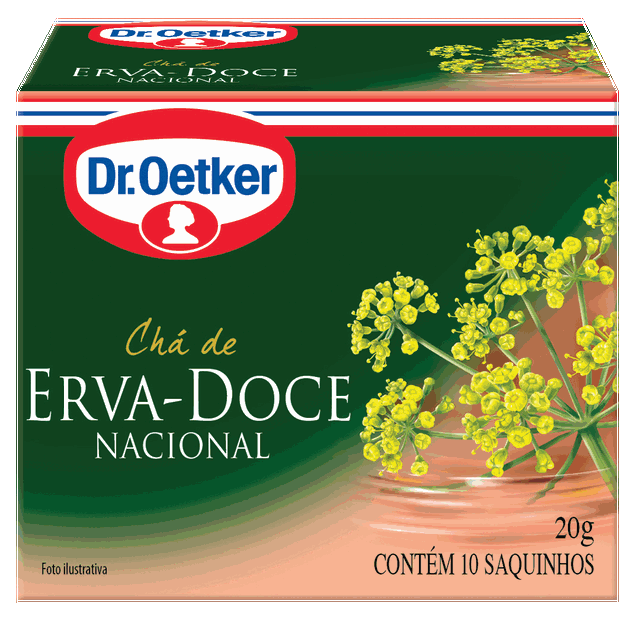 Dr.Oetker
Chá de
ERVA-DOCE
NACIONAL
Dr.Oetker
Chá de
ERVA-DOCE
NACIONAL
20g
CONTÉM 10 SAQUINHOS
Foto ilustrativa